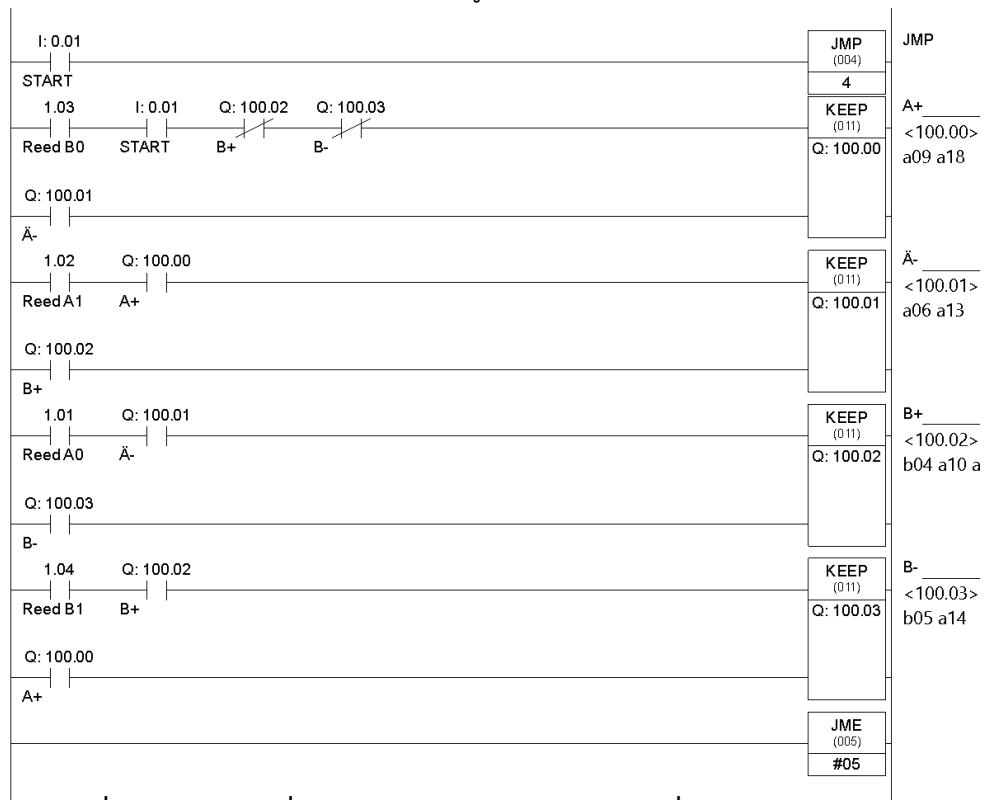 I: 0.01
JMP
(004)
4
JMP
START
1.03 I: 0.01 Q: 100.02 Q: 100.03
KEEP
(011)
Q: 100.00
A+
<100.00>
a09 a18
Reed B0 START B+ B-
Q: 100.01
Ä-
1.02 Q: 100.00
KEEP
(011)
Q: 100.01
Ä-
<100.01>
a06 a13
Reed A1 A+
Q: 100.02
B+
1.01 Q: 100.01
KEEP
(011)
Q: 100.02
B+
<100.02>
b04 a10 a
Reed A0 Ä-
Q: 100.03
B-
1.04 Q: 100.02
KEEP
(011)
Q: 100.03
B-
<100.03>
b05 a14
Reed B1 B+
Q: 100.00
A+
JME
(005)
#05